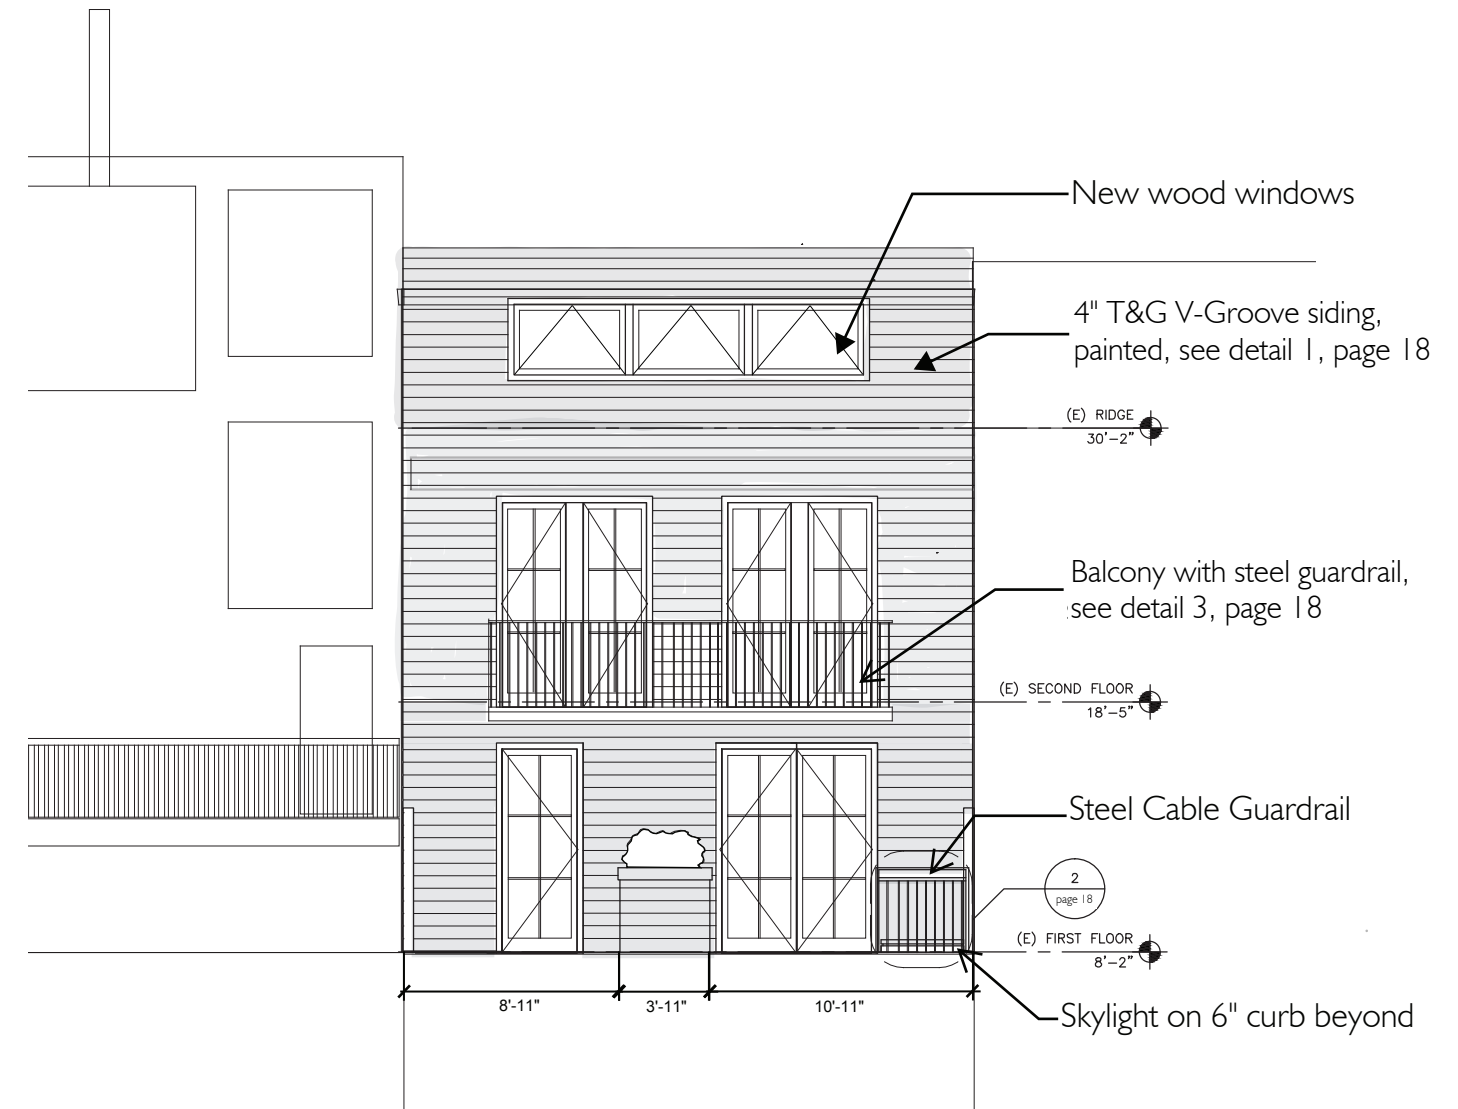 New wood windows
4" T&G V-Groove siding,
painted, see detail 1, page 18
(E) RIDGE
30'-2"
Balcony with steel guardrail,
see detail 3, page 18
(E) SECOND FLOOR
18'-5"
Steel Cable Guardrail
2
page 18
(E) FIRST FLOOR
8'-2"
8'-11"
3'-11"
10'-11"
Skylight on 6" curb beyond